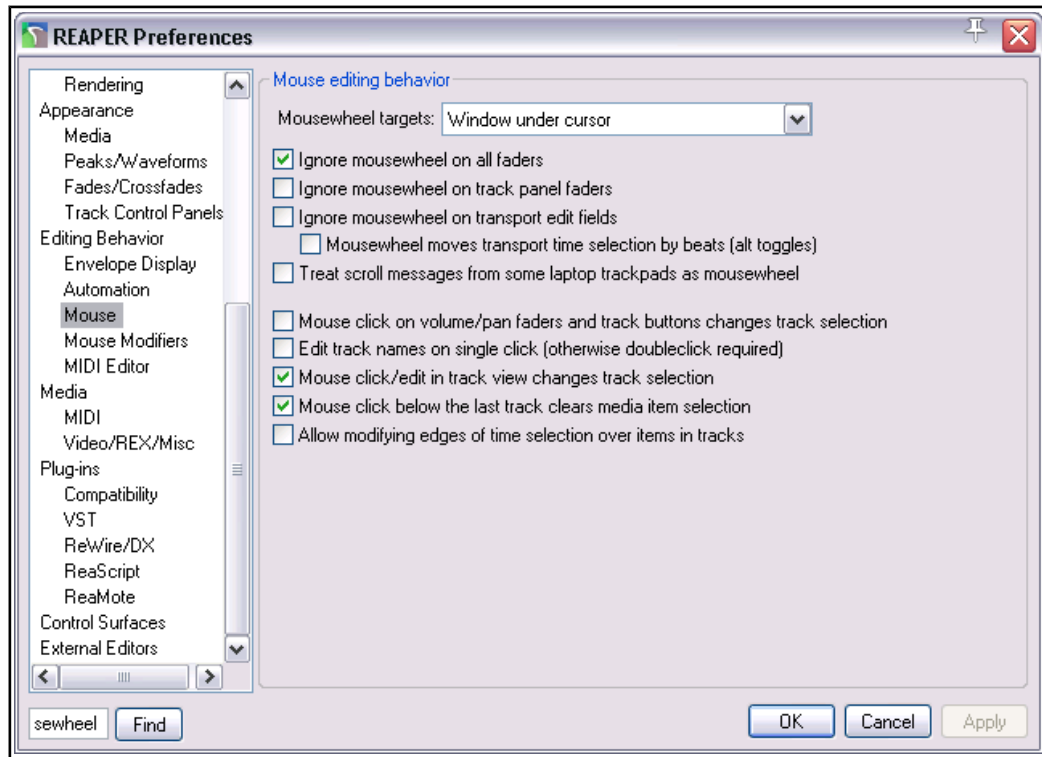 REAPER Preferences
Rendering
Appearance
Media
Peaks/Waveforms
Fades/Crossfades
Track Control Panels
Editing Behavior
Envelope Display
Automation
Mouse
Mouse Modifiers
MIDI Editor
Media
MIDI
Video/REX/Misc
Plug-ins
Compatibility
VST
ReWire/DX
ReaScript
ReaMote
Control Surfaces
External Editors
sewheel Find
Mouse editing behavior
Mousewheel targets: Window under cursor
Ignore mousewheel on all faders
Ignore mousewheel on track panel faders
Ignore mousewheel on transport edit fields
Mousewheel moves transport time selection by beats (alt toggles)
Treat scroll messages from some laptop trackpads as mousewheel
Mouse click on volume/pan faders and track buttons changes track selection
Edit track names on single click (otherwise doubleclick required)
Mouse click/edit in track view changes track selection
Mouse click below the last track clears media item selection
Allow modifying edges of time selection over items in tracks
OK Cancel Apply